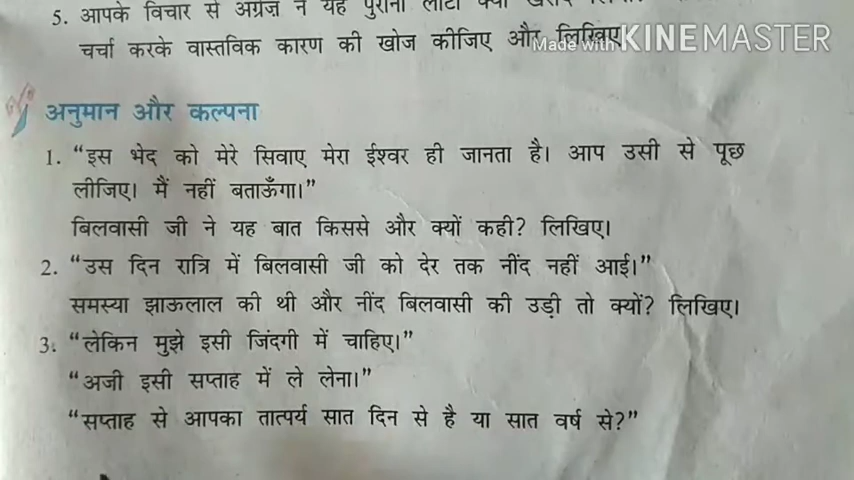 5. आपके विचार से अंग्रेज़ ने यह पुराना लोटा क्यों
चर्चा करके वास्तविक कारण की खोज कीजिए और लिखिए
Made with KINEMASTER
अनुमान और कल्पना
1. “इस भेद को मेरे सिवाए मेरा ईश्वर ही जानता है। आप उसी से पूछ
लीजिए। मैं नहीं बताऊँगा।”
बिलवासी जी ने यह बात किससे और क्यों कही? लिखिए।
2. “उस दिन रात्रि में बिलवासी जी को देर तक नींद नहीं आई।”
समस्या झाऊलाल की थी और नींद बिलवासी की उड़ी तो क्यों? लिखिए।
3. “लेकिन मुझे इसी जिंदगी में चाहिए।”
“अजी इसी सप्ताह में ले लेना।”
“सप्ताह से आपका तात्पर्य सात दिन से है या सात वर्ष से?”